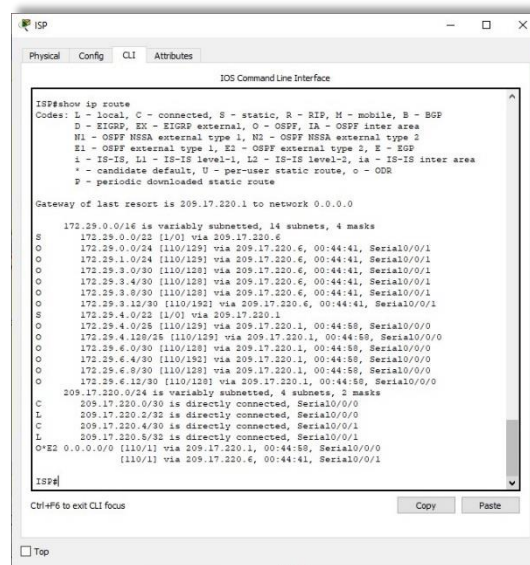 ISP
Physical Config CLI Attributes
IOS Command Line Interface
ISP#show ip route
Codes: L - local, C - connected, S - static, R - RIP, M - mobile, B - BGP
D - EIGRP, EX - EIGRP external, O - OSPF, IA - OSPF inter area
N1 - OSPF NSSA external type 1, N2 - OSPF NSSA external type 2
E1 - OSPF external type 1, E2 - OSPF external type 2, E - EGP
i - IS-IS, L1 - IS-IS level-1, L2 - IS-IS level-2, ia - IS-IS inter area
* - candidate default, U - per-user static route, o - ODR
P - periodic downloaded static route
Gateway of last resort is 209.17.220.1 to network 0.0.0.0
172.29.0.0/16 is variably subnetted, 14 subnets, 4 masks
S 172.29.0.0/22 [1/0] via 209.17.220.6
O 172.29.0.0/24 [110/129] via 209.17.220.6, 00:44:41, Serial0/0/1
O 172.29.1.0/24 [110/129] via 209.17.220.6, 00:44:41, Serial0/0/1
O 172.29.3.0/30 [110/128] via 209.17.220.6, 00:44:41, Serial0/0/1
O 172.29.3.4/30 [110/128] via 209.17.220.6, 00:44:41, Serial0/0/1
O 172.29.3.8/30 [110/128] via 209.17.220.6, 00:44:41, Serial0/0/1
O 172.29.3.12/30 [110/192] via 209.17.220.6, 00:44:41, Serial0/0/1
S 172.29.4.0/22 [1/0] via 209.17.220.1
O 172.29.4.0/25 [110/129] via 209.17.220.1, 00:44:58, Serial0/0/0
O 172.29.4.128/25 [110/129] via 209.17.220.1, 00:44:58, Serial0/0/0
O 172.29.6.0/30 [110/128] via 209.17.220.1, 00:44:58, Serial0/0/0
O 172.29.6.4/30 [110/192] via 209.17.220.1, 00:44:58, Serial0/0/0
O 172.29.6.8/30 [110/128] via 209.17.220.1, 00:44:58, Serial0/0/0
O 172.29.6.12/30 [110/128] via 209.17.220.1, 00:44:58, Serial0/0/0
209.17.220.0/24 is variably subnetted, 4 subnets, 2 masks
C 209.17.220.0/30 is directly connected, Serial0/0/0
L 209.17.220.2/32 is directly connected, Serial0/0/0
C 209.17.220.4/30 is directly connected, Serial0/0/1
L 209.17.220.5/32 is directly connected, Serial0/0/1
O*E2 0.0.0.0/0 [110/1] via 209.17.220.1, 00:44:58, Serial0/0/0
[110/1] via 209.17.220.6, 00:44:41, Serial0/0/1
ISP#
Ctrl+F6 to exit CLI focus
Copy Paste
Top